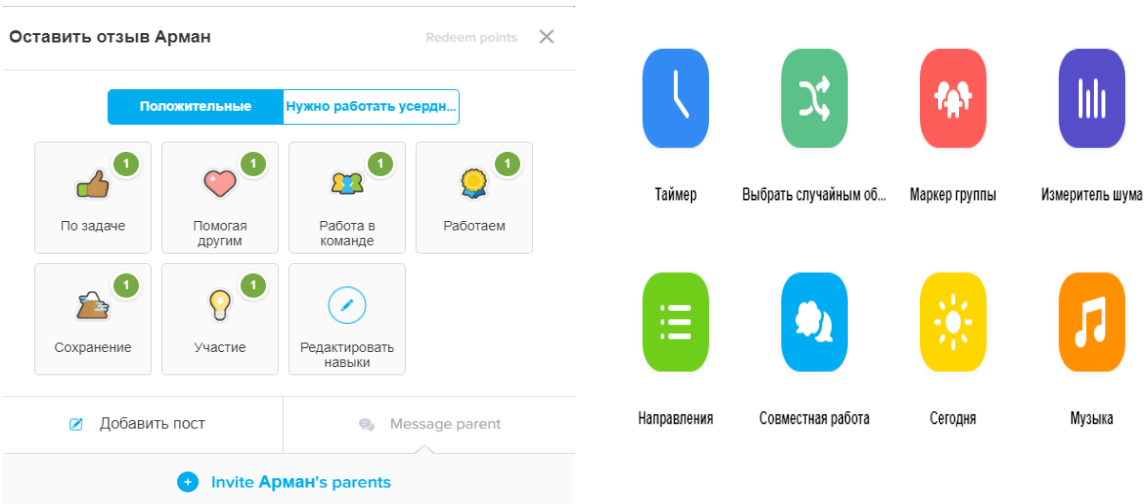 Оставить отзыв Арман
Redeem points
Положительные
Нужно работать усердн...
1
1
1
1
По задаче
Помогая
другим
Работа в
команде
Работаем
1
1
Сохранение
Участие
Редактировать
навыки
Добавить пост
Message parent
Invite Арман's parents
Таймер
Выбрать случайным об...
Маркер группы
Измеритель шума
Направления
Совместная работа
Сегодня
Музыка